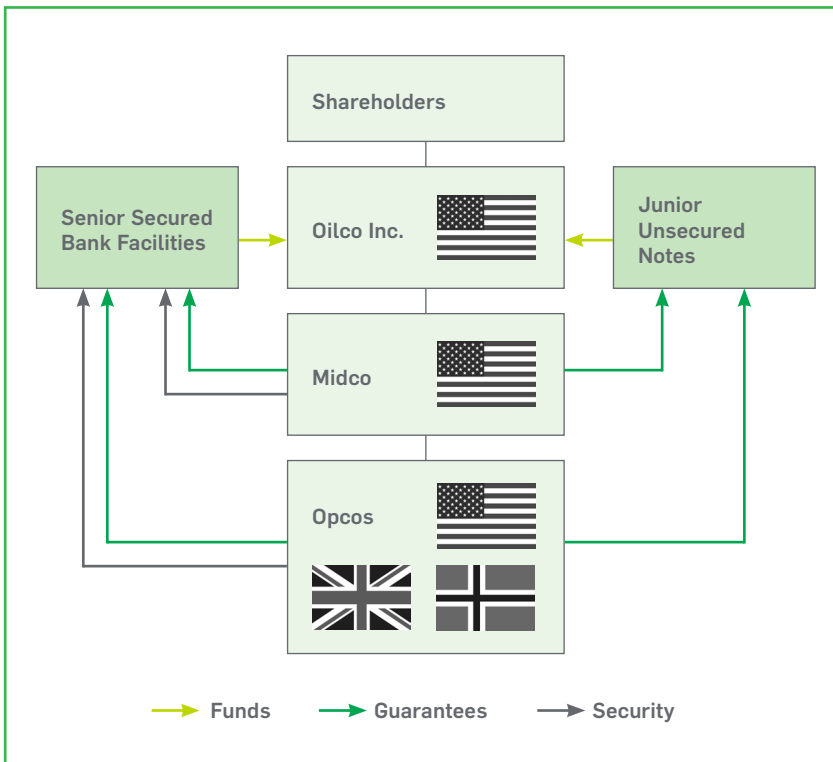 Shareholders
Senior Secured
Bank Facilities
Oilco Inc.
Junior
Unsecured
Notes
Midco
Opcos
Funds
Guarantees
Security